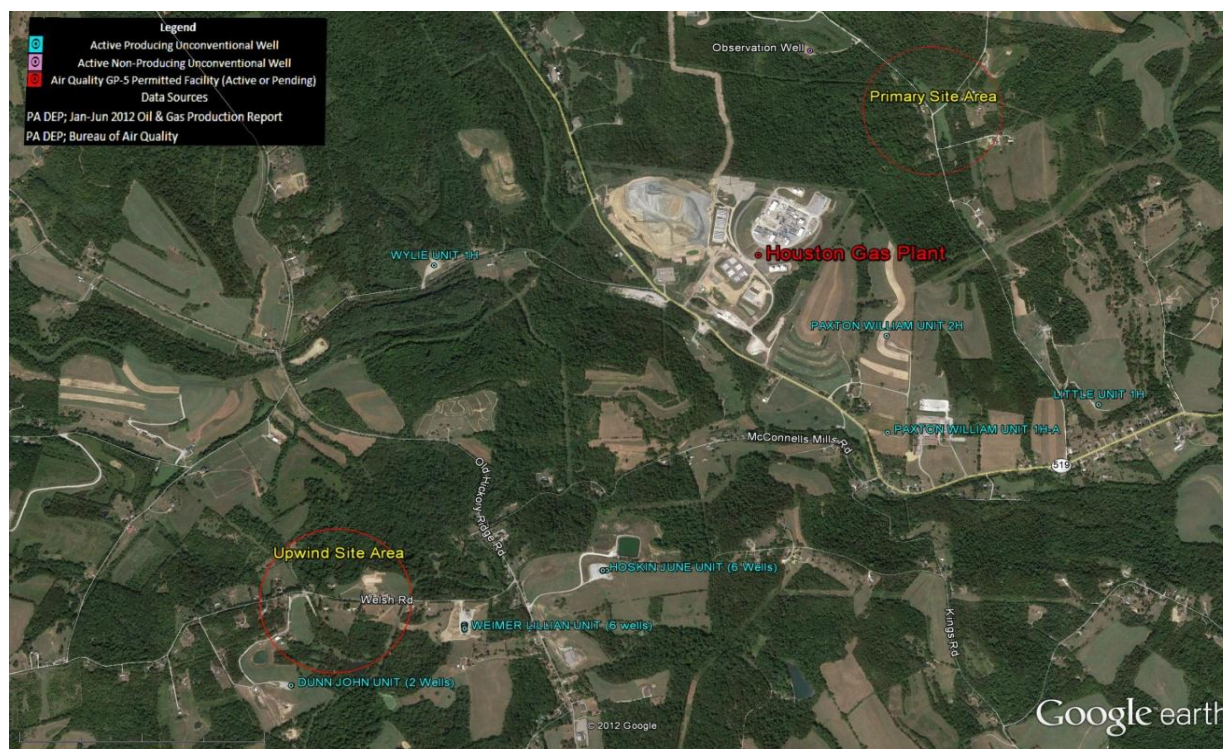 Legend
Active Producing Unconventional Well
Active Non-Producing Unconventional Well
Air Quality GP-5 Permitted Facility (Active or Pending)
Data Sources
PA DEP; Jan-Jun 2012 Oil & Gas Production Report
PA DEP; Bureau of Air Quality
Observation Well
Primary Site Area
WYLIE UNIT 1H
Houston Gas Plant
PAXTON WILLIAM UNIT 2H
LITTLE UNIT 1H
PAXTON WILLIAM UNIT 1H-A
McConnells Mills Rd
519
Old Hickory Ridge Rd
Upwind Site Area
HOSKIN JUNE UNIT (6 Wells)
Welsh Rd
WEIMER LILLIAN UNIT (6 wells)
Kings Rd
DUNN JOHN UNIT (2 Wells)
© 2012 Google
Google earth